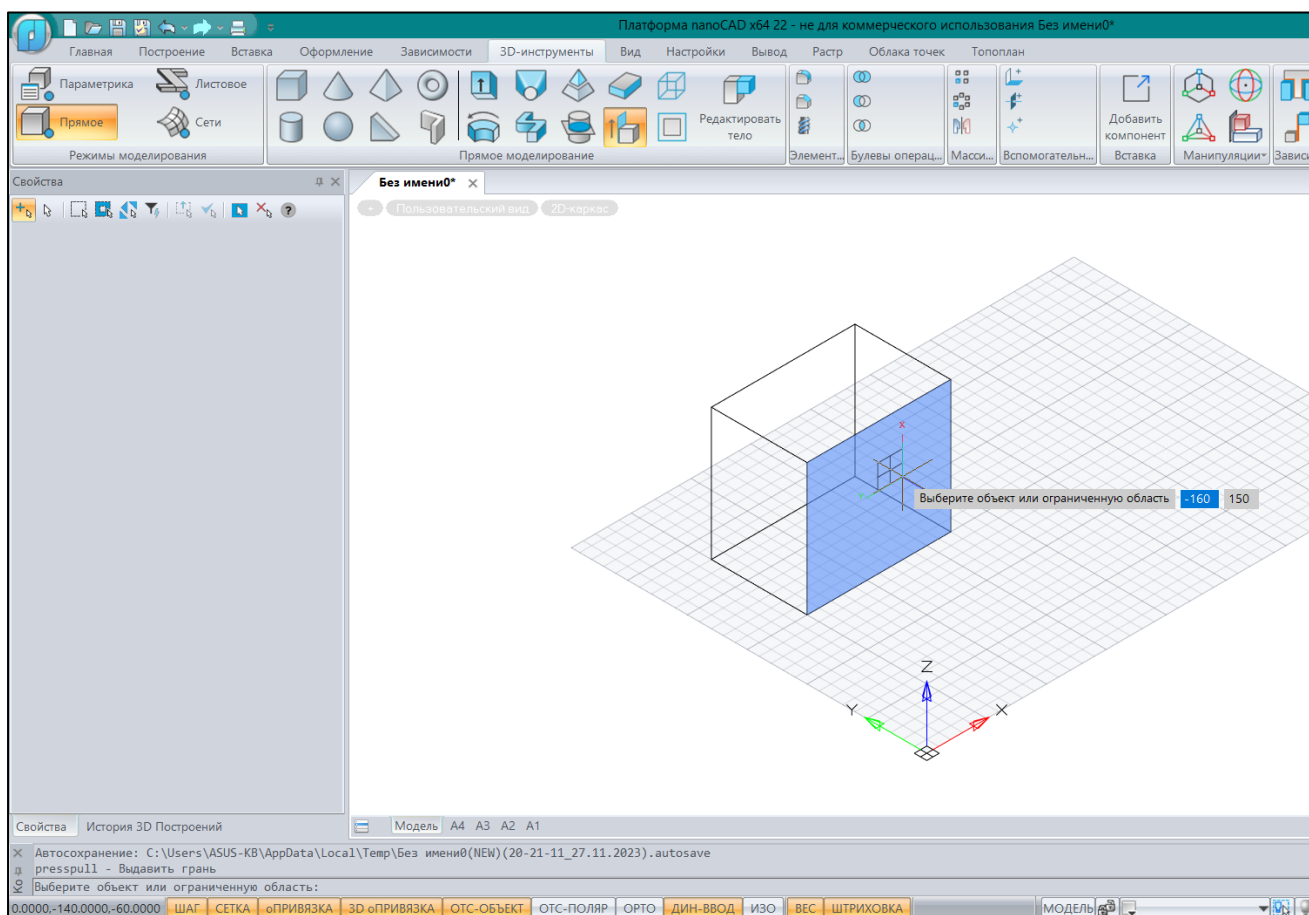 Платформа nanoCAD x64 22 - не для коммерческого использования Без имени0*
Главная Построение Вставка Оформление Зависимости 3D-инструменты Вид Настройки Вывод Растр Облака точек Топоплан
Параметрика Листовое
Прямое Сети
Редактировать тело
Добавить компонент
Режимы моделирования Прямое моделирование Элемент... Булевы операц... Масси... Вспомогательн... Вставка Манипуляции Зависи
Свойства
Без имени0*
Пользовательский вид 2D-каркас
X
Y
Выберите объект или ограниченную область -160 150
Z
Y X
Свойства История 3D Построений
Модель A4 A3 A2 A1
Автосохранение: C:\Users\ASUS-KB\AppData\Local\Temp\Без имени0(NEW)(20-21-11_27.11.2023).autosave
presspull - Выдавить грань
Ко
Выберите объект или ограниченную область:
0.0000,-140.0000,-60.0000 ШАГ СЕТКА оПРИВЯЗКА 3D оПРИВЯЗКА ОТС-ОБЪЕКТ ОТС-ПОЛЯР ОРТО ДИН-ВВОД ИЗО ВЕС ШТРИХОВКА МОДЕЛЬ